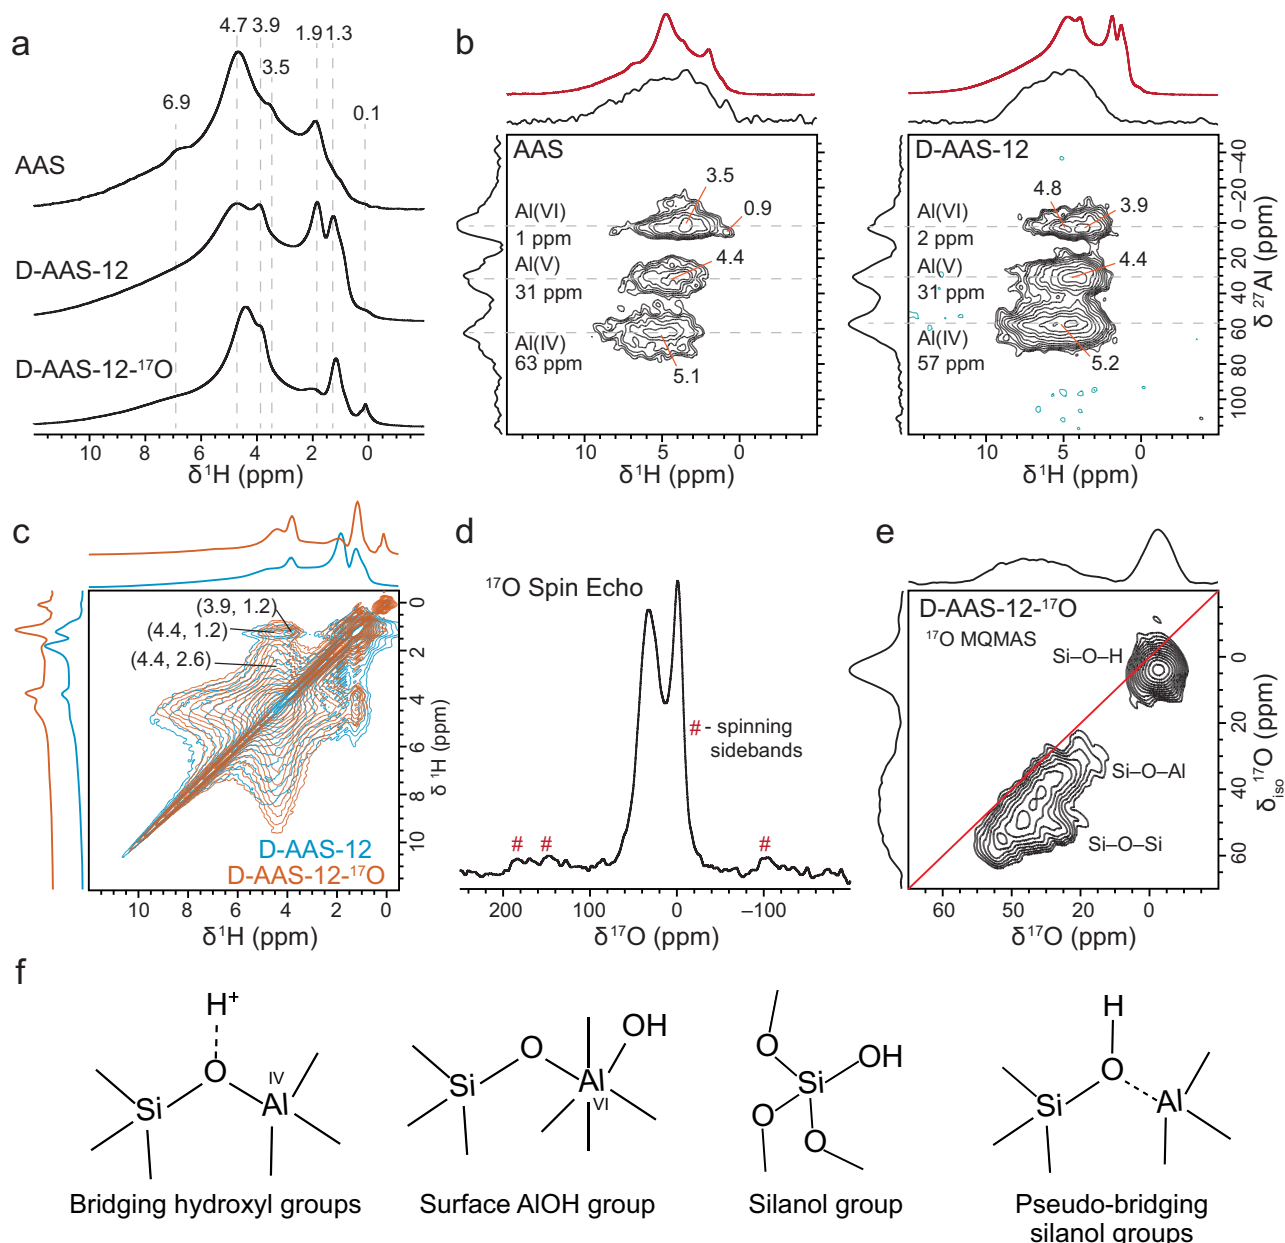 a
4.7
3.9
3.5
1.9
1.3
6.9
0.1
AAS
D-AAS-12
D-AAS-12-¹⁷O
10 8 6 4 2 0
δ ¹H (ppm)
b
AAS
3.5
0.9
Al(VI)
1 ppm
4.4
Al(V)
31 ppm
Al(IV)
63 ppm
5.1
10 5 0
δ ¹H (ppm)
D-AAS-12
4.8
3.9
Al(VI)
2 ppm
4.4
Al(V)
31 ppm
Al(IV)
57 ppm
5.2
10 5 0
δ ¹H (ppm)
−40
−20
0
20
40
60
80
100
δ ²⁷Al (ppm)
c
(3.9, 1.2)
(4.4, 1.2)
(4.4, 2.6)
D-AAS-12
D-AAS-12-¹⁷O
0
2
4
6
8
10
δ ¹H (ppm)
10 8 6 4 2 0
δ ¹H (ppm)
d
¹⁷O Spin Echo
# - spinning
sidebands
# # #
200 100 0 −100
δ ¹⁷O (ppm)
e
D-AAS-12-¹⁷O
¹⁷O MQMAS
Si–O–H
Si–O–Al
Si–O–Si
0
20
40
60
δiso ¹⁷O (ppm)
60 40 20 0
δ ¹⁷O (ppm)
f
H⁺
O
Si
IV
Al
Bridging hydroxyl groups
O
OH
Si
Al
VI
Surface AlOH group
O
OH
Si
O
O
Silanol group
H
O
Si
Al
Pseudo-bridging
silanol groups